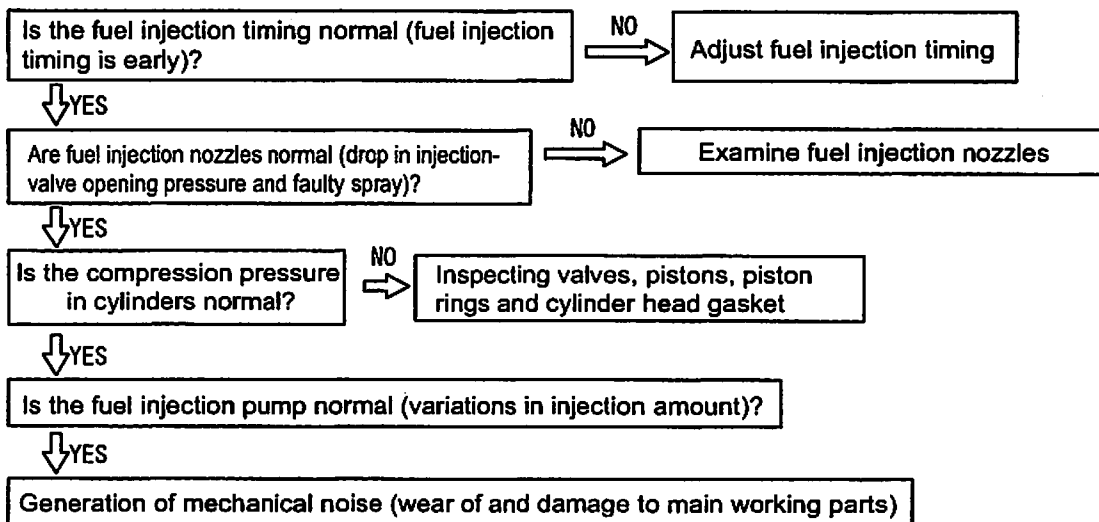 Is the fuel injection timing normal (fuel injection
timing is early)?
NO
Adjust fuel injection timing
YES
Are fuel injection nozzles normal (drop in injection-
valve opening pressure and faulty spray)?
NO
Examine fuel injection nozzles
YES
Is the compression pressure
in cylinders normal?
NO
Inspecting valves, pistons, piston
rings and cylinder head gasket
YES
Is the fuel injection pump normal (variations in injection amount)?
YES
Generation of mechanical noise (wear of and damage to main working parts)